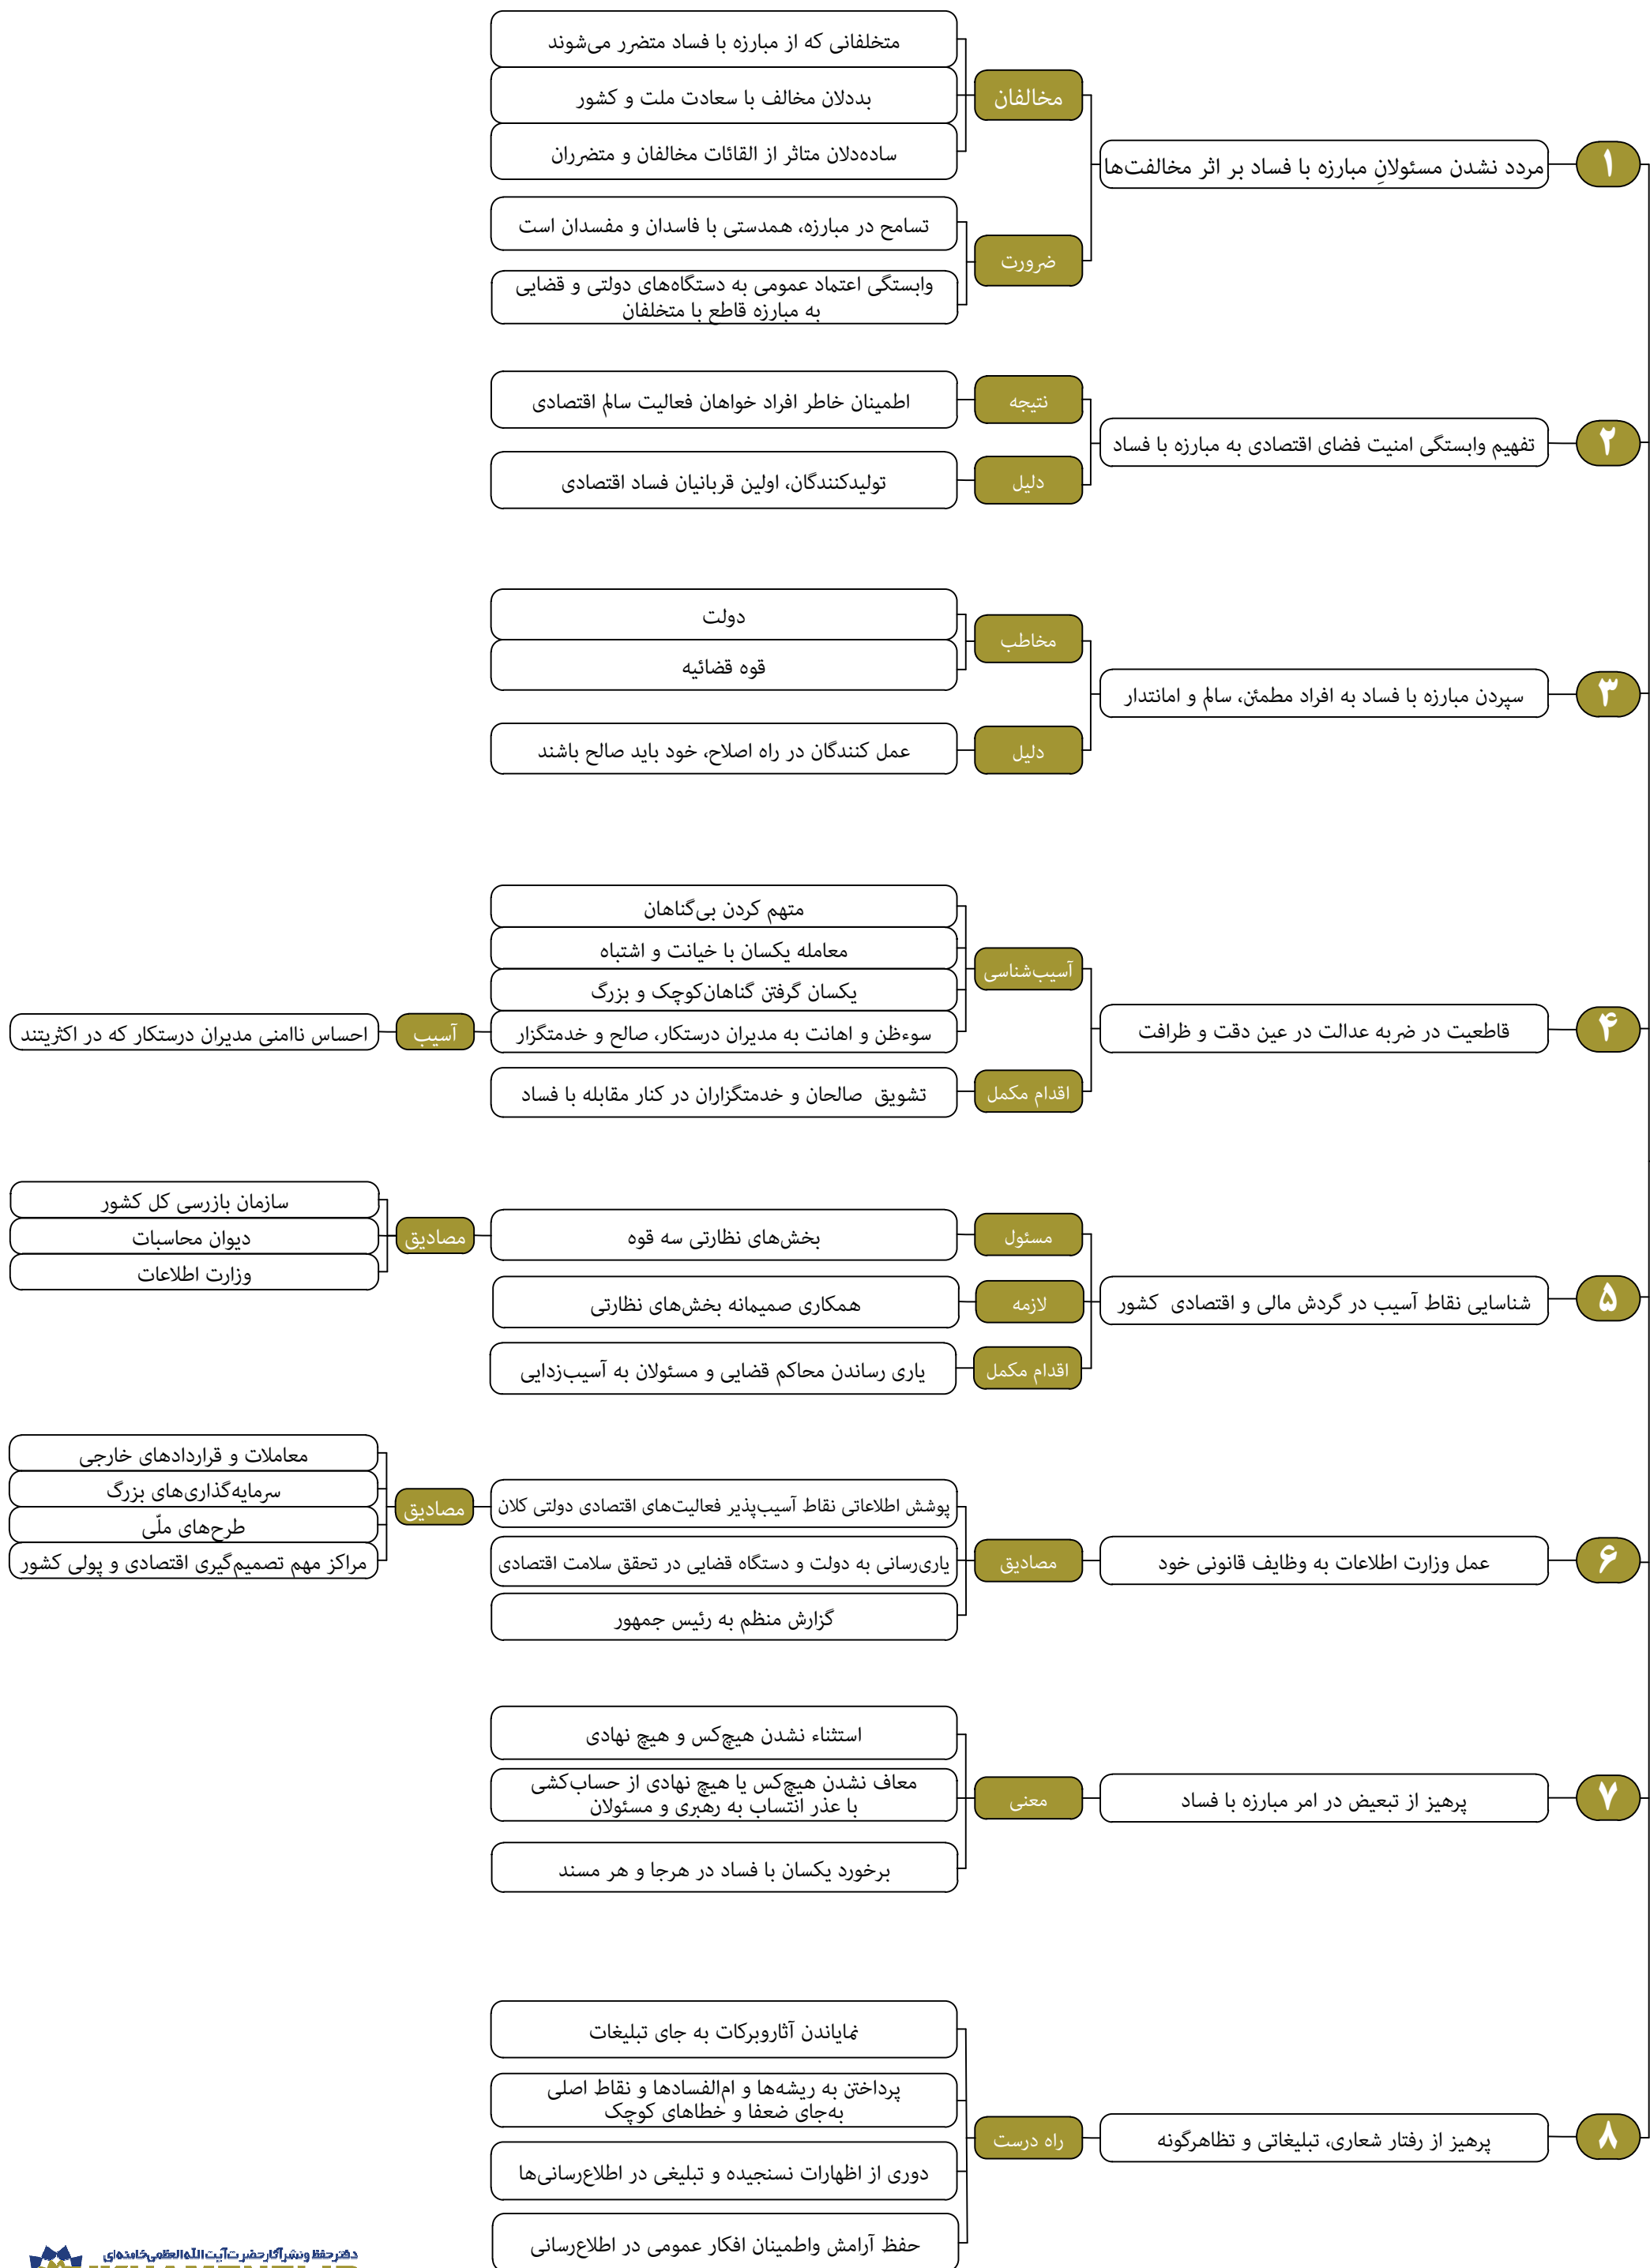 ۱
مردد نشدن مسئولانِ مبارزه با فساد بر اثر مخالفت‌ها
مخالفان
متخلفانی که از مبارزه با فساد متضرر می‌شوند
بددلان مخالف با سعادت ملت و کشور
ساده‌دلان متاثر از القائات مخالفان و متضرران
ضرورت
تسامح در مبارزه، همدستی با فاسدان و مفسدان است
وابستگی اعتماد عمومی به دستگاه‌های دولتی و قضایی
به مبارزه قاطع با متخلفان
۲
تفهیم وابستگی امنیت فضای اقتصادی به مبارزه با فساد
نتیجه
اطمینان خاطر افراد خواهان فعالیت سالم اقتصادی
دلیل
تولیدکنندگان، اولین قربانیان فساد اقتصادی
۳
سپردن مبارزه با فساد به افراد مطمئن، سالم و امانتدار
مخاطب
دولت
قوه قضائیه
دلیل
عمل کنندگان در راه اصلاح، خود باید صالح باشند
۴
قاطعیت در ضربه عدالت در عین دقت و ظرافت
آسیب‌شناسی
متهم کردن بی‌گناهان
معامله یکسان با خیانت و اشتباه
یکسان گرفتن گناهان‌کوچک و بزرگ
سوءظن و اهانت به مدیران درستکار، صالح و خدمتگزار
آسیب
احساس ناامنی مدیران درستکار که در اکثریتند
اقدام مکمل
تشویق صالحان و خدمتگزاران در کنار مقابله با فساد
۵
شناسایی نقاط آسیب در گردش مالی و اقتصادی کشور
مسئول
بخش‌های نظارتی سه قوه
مصادیق
سازمان بازرسی کل کشور
دیوان محاسبات
وزارت اطلاعات
لازمه
همکاری صمیمانه بخش‌های نظارتی
اقدام مکمل
یاری رساندن محاکم قضایی و مسئولان به آسیب‌زدایی
۶
عمل وزارت اطلاعات به وظایف قانونی خود
مصادیق
پوشش اطلاعاتی نقاط آسیب‌پذیر فعالیت‌های اقتصادی دولتی کلان
مصادیق
معاملات و قراردادهای خارجی
سرمایه‌گذاری‌های بزرگ
طرح‌های ملّی
مراکز مهم تصمیم‌گیری اقتصادی و پولی کشور
یاری‌رسانی به دولت و دستگاه قضایی در تحقق سلامت اقتصادی
گزارش منظم به رئیس جمهور
۷
پرهیز از تبعیض در امر مبارزه با فساد
معنی
استثناء نشدن هیچ‌کس و هیچ نهادی
معاف نشدن هیچ‌کس یا هیچ نهادی از حساب‌کشی
با عذر انتساب به رهبری و مسئولان
برخورد یکسان با فساد در هرجا و هر مسند
۸
پرهیز از رفتار شعاری، تبلیغاتی و تظاهرگونه
راه درست
نمایاندن آثاروبرکات به جای تبلیغات
پرداختن به ریشه‌ها و ام‌الفسادها و نقاط اصلی
به‌جای ضعفا و خطاهای کوچک
دوری از اظهارات نسنجیده و تبلیغی در اطلاع‌رسانی‌ها
حفظ آرامش واطمینان افکار عمومی در اطلاع‌رسانی
دفتر حفظ و نشر آثار حضرت آیت‌الله‌العظمی خامنه‌ای